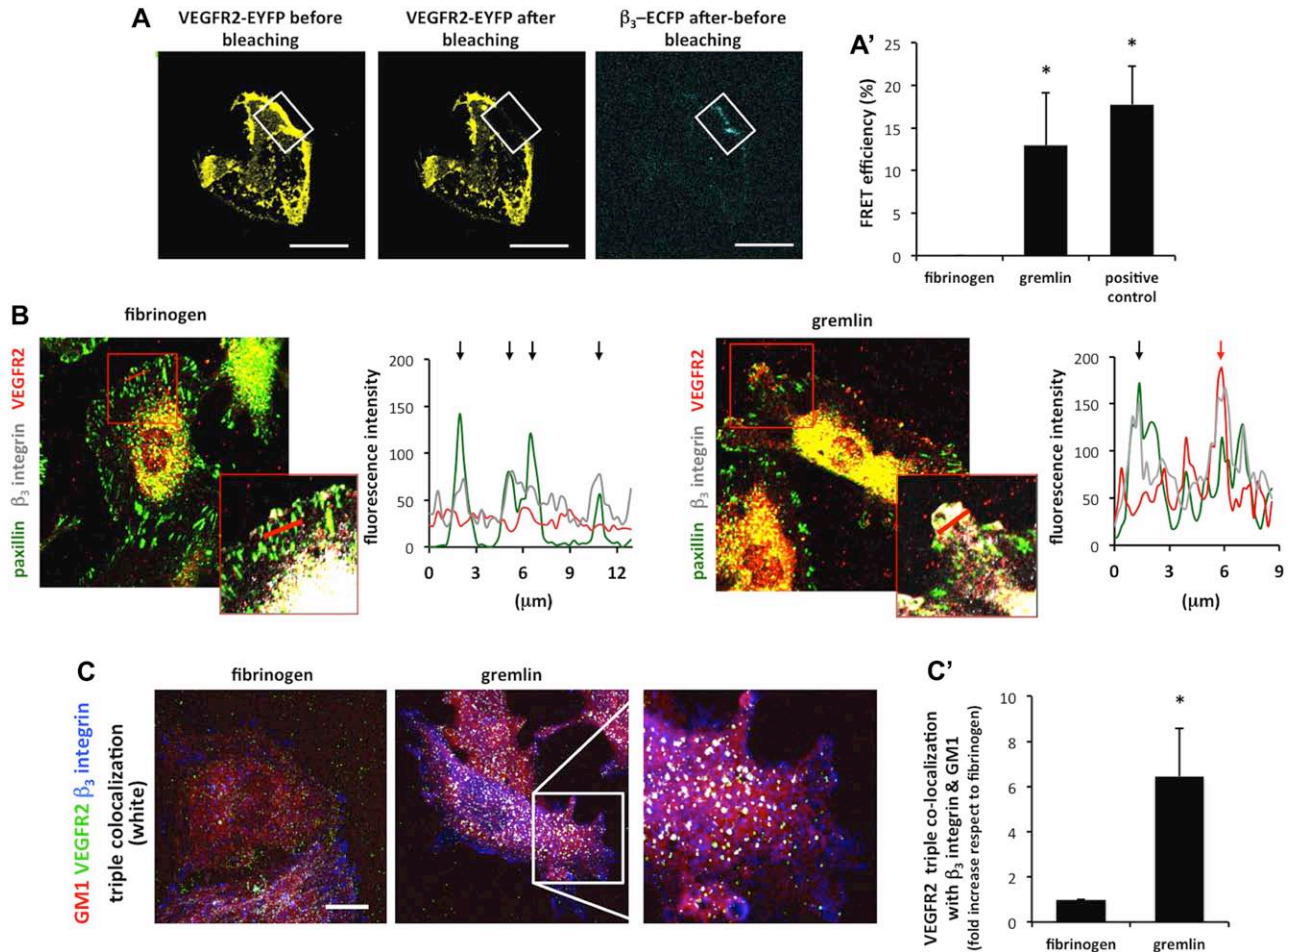 A
VEGFR2-EYFP before
bleaching
VEGFR2-EYFP after
bleaching
β3–ECFP after-before
bleaching
A'
FRET efficiency (%)
25
20
15
10
5
0
*
*
fibrinogen
gremlin
positive
control
B
fibrinogen
paxillin β3 integrin VEGFR2
fluorescence intensity
200
150
100
50
0
0 3 6 9 12
(μm)
gremlin
paxillin β3 integrin VEGFR2
fluorescence intensity
200
150
100
50
0
0 3 6 9
(μm)
C
fibrinogen
gremlin
GM1 VEGFR2 β3 integrin
triple colocalization
(white)
C'
VEGFR2 triple co-localization
with β3 integrin & GM1
(fold increase respect to fibrinogen)
10
8
6
4
2
0
*
fibrinogen
gremlin